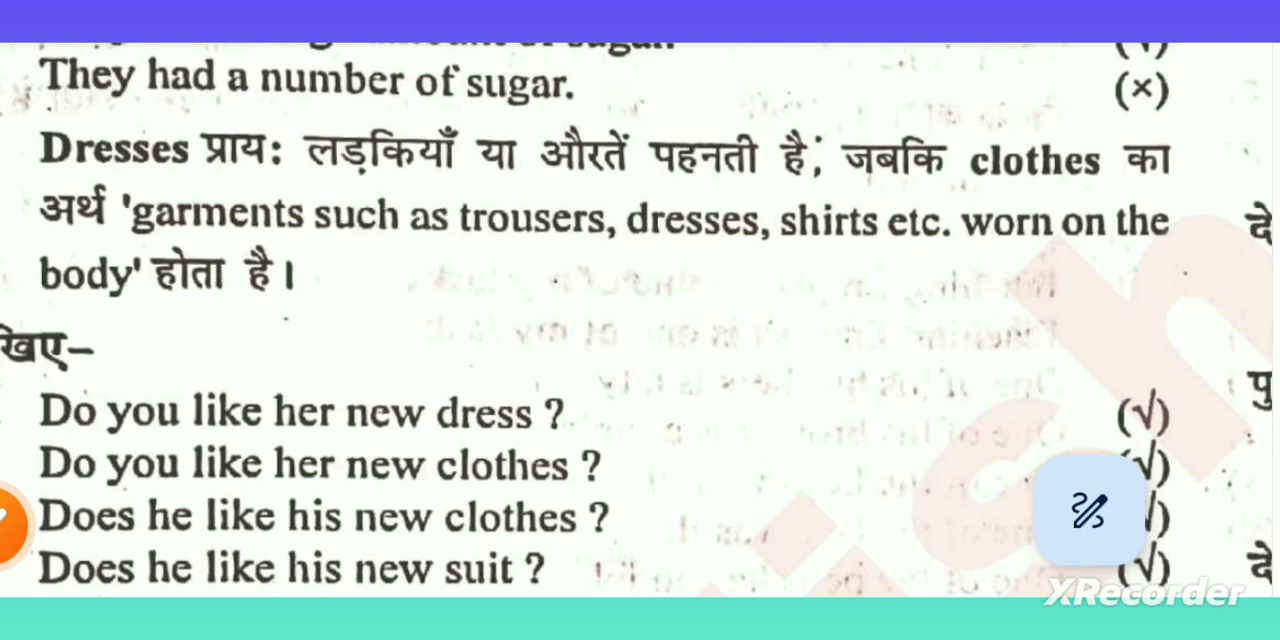 They had a number of sugar. (×)
Dresses प्राय: लड़कियाँ या औरतें पहनती है; जबकि clothes का
अर्थ 'garments such as trousers, dresses, shirts etc. worn on the
body' होता है।
खिए–
Do you like her new dress ? (√)
Do you like her new clothes ? √)
Does he like his new clothes ? √)
Does he like his new suit ? (√)
XRecorder